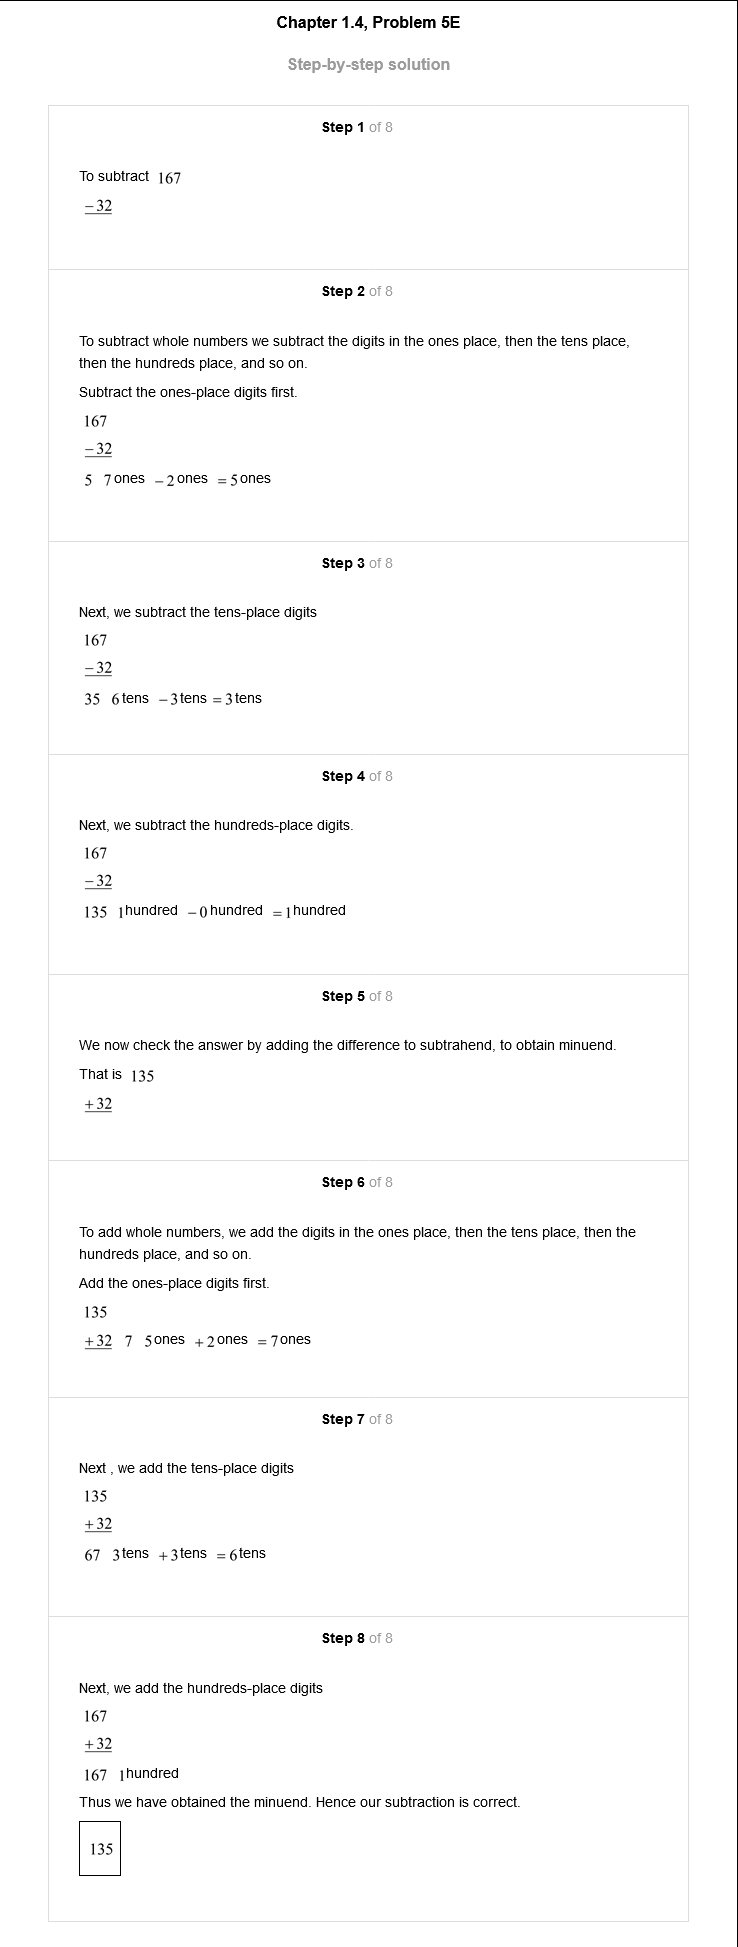 Chapter 1.4, Problem 5E
Step-by-step solution
Step 1 of 8
To subtract 167
−32
Step 2 of 8
To subtract whole numbers we subtract the digits in the ones place, then the tens place,
then the hundreds place, and so on.
Subtract the ones-place digits first.
167
−32
5 7 ones −2 ones =5 ones
Step 3 of 8
Next, we subtract the tens-place digits
167
−32
35 6 tens −3 tens =3 tens
Step 4 of 8
Next, we subtract the hundreds-place digits.
167
−32
135 1 hundred −0 hundred =1 hundred
Step 5 of 8
We now check the answer by adding the difference to subtrahend, to obtain minuend.
That is 135
+32
Step 6 of 8
To add whole numbers, we add the digits in the ones place, then the tens place, then the
hundreds place, and so on.
Add the ones-place digits first.
135
+32 7 5 ones +2 ones =7 ones
Step 7 of 8
Next , we add the tens-place digits
135
+32
67 3 tens +3 tens =6 tens
Step 8 of 8
Next, we add the hundreds-place digits
167
+32
167 1 hundred
Thus we have obtained the minuend. Hence our subtraction is correct.
135